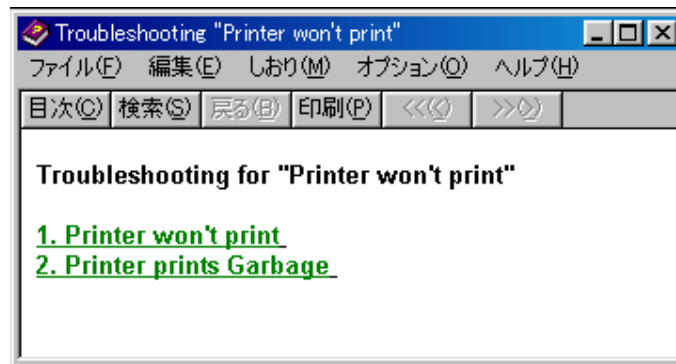 Troubleshooting "Printer won't print"
ファイル(F) 編集(E) しおり(M) オプション(O) ヘルプ(H)
目次(C) 検索(S) 戻る(B) 印刷(P) <<(<) >>(>)
Troubleshooting for "Printer won't print"
1. Printer won't print
2. Printer prints Garbage